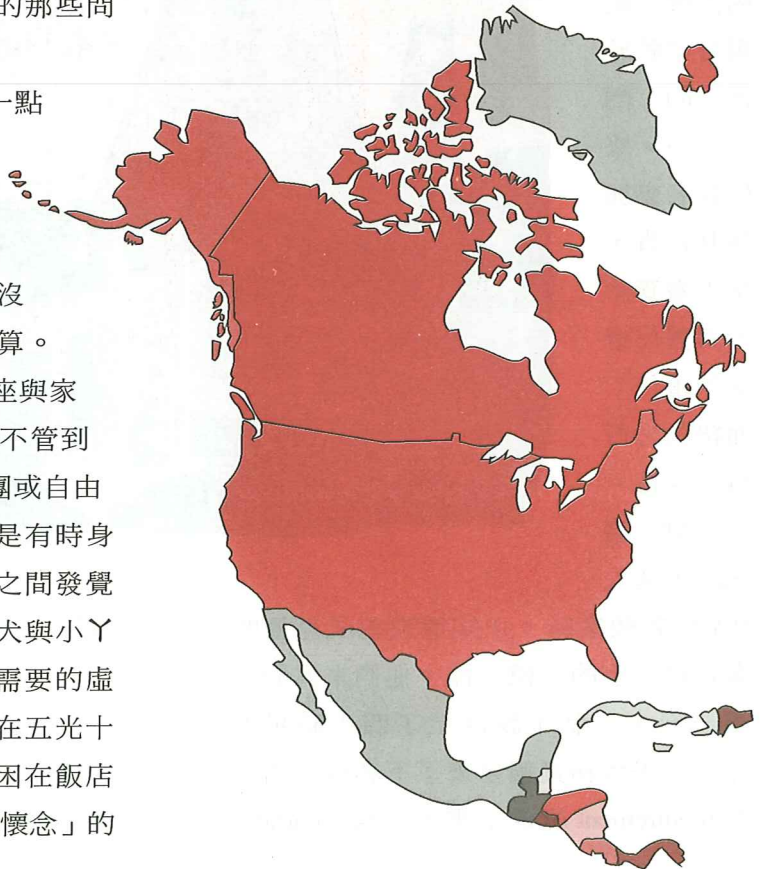 的那些問
一點
沒
算。
座與家
不管到
團或自由
是有時身
之間發覺
犬與小丫
需要的虛
在五光十
困在飯店
懷念」的